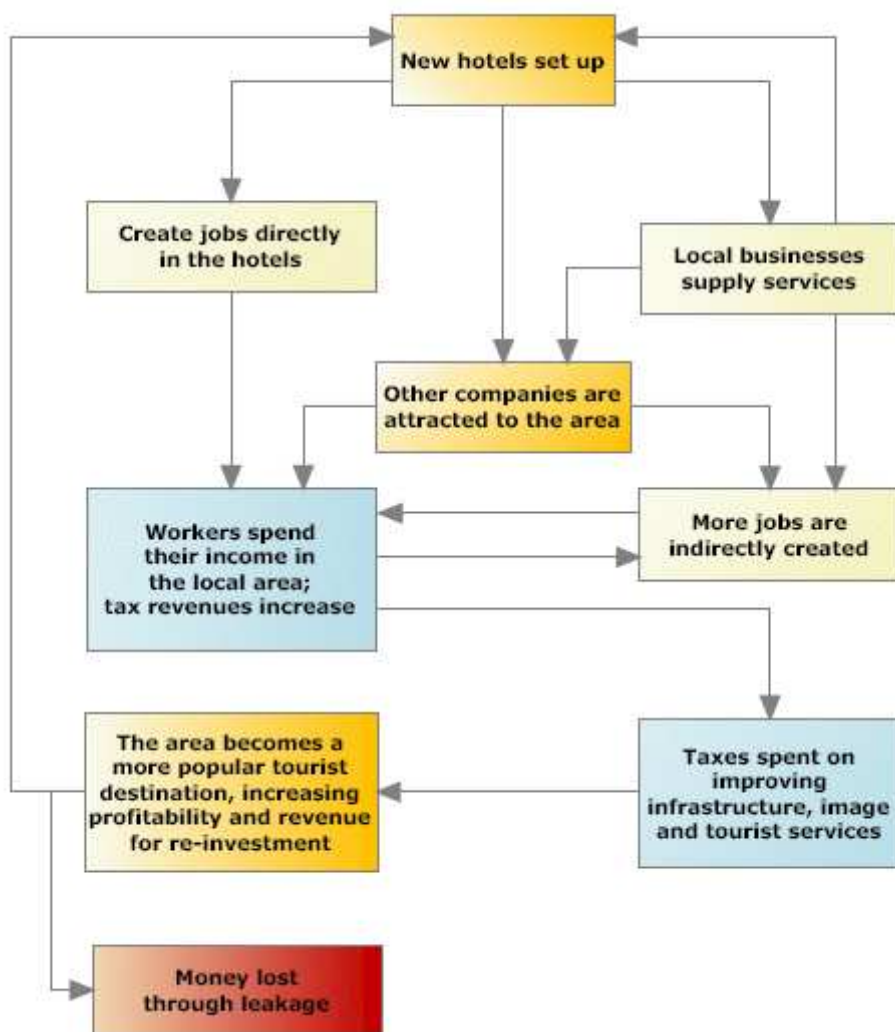 New hotels set up
Create jobs directly
in the hotels
Local businesses
supply services
Other companies are
attracted to the area
Workers spend
their income in
the local area;
tax revenues increase
More jobs are
indirectly created
The area becomes a
more popular tourist
destination, increasing
profitability and revenue
for re-investment
Taxes spent on
improving
infrastructure, image
and tourist services
Money lost
through leakage